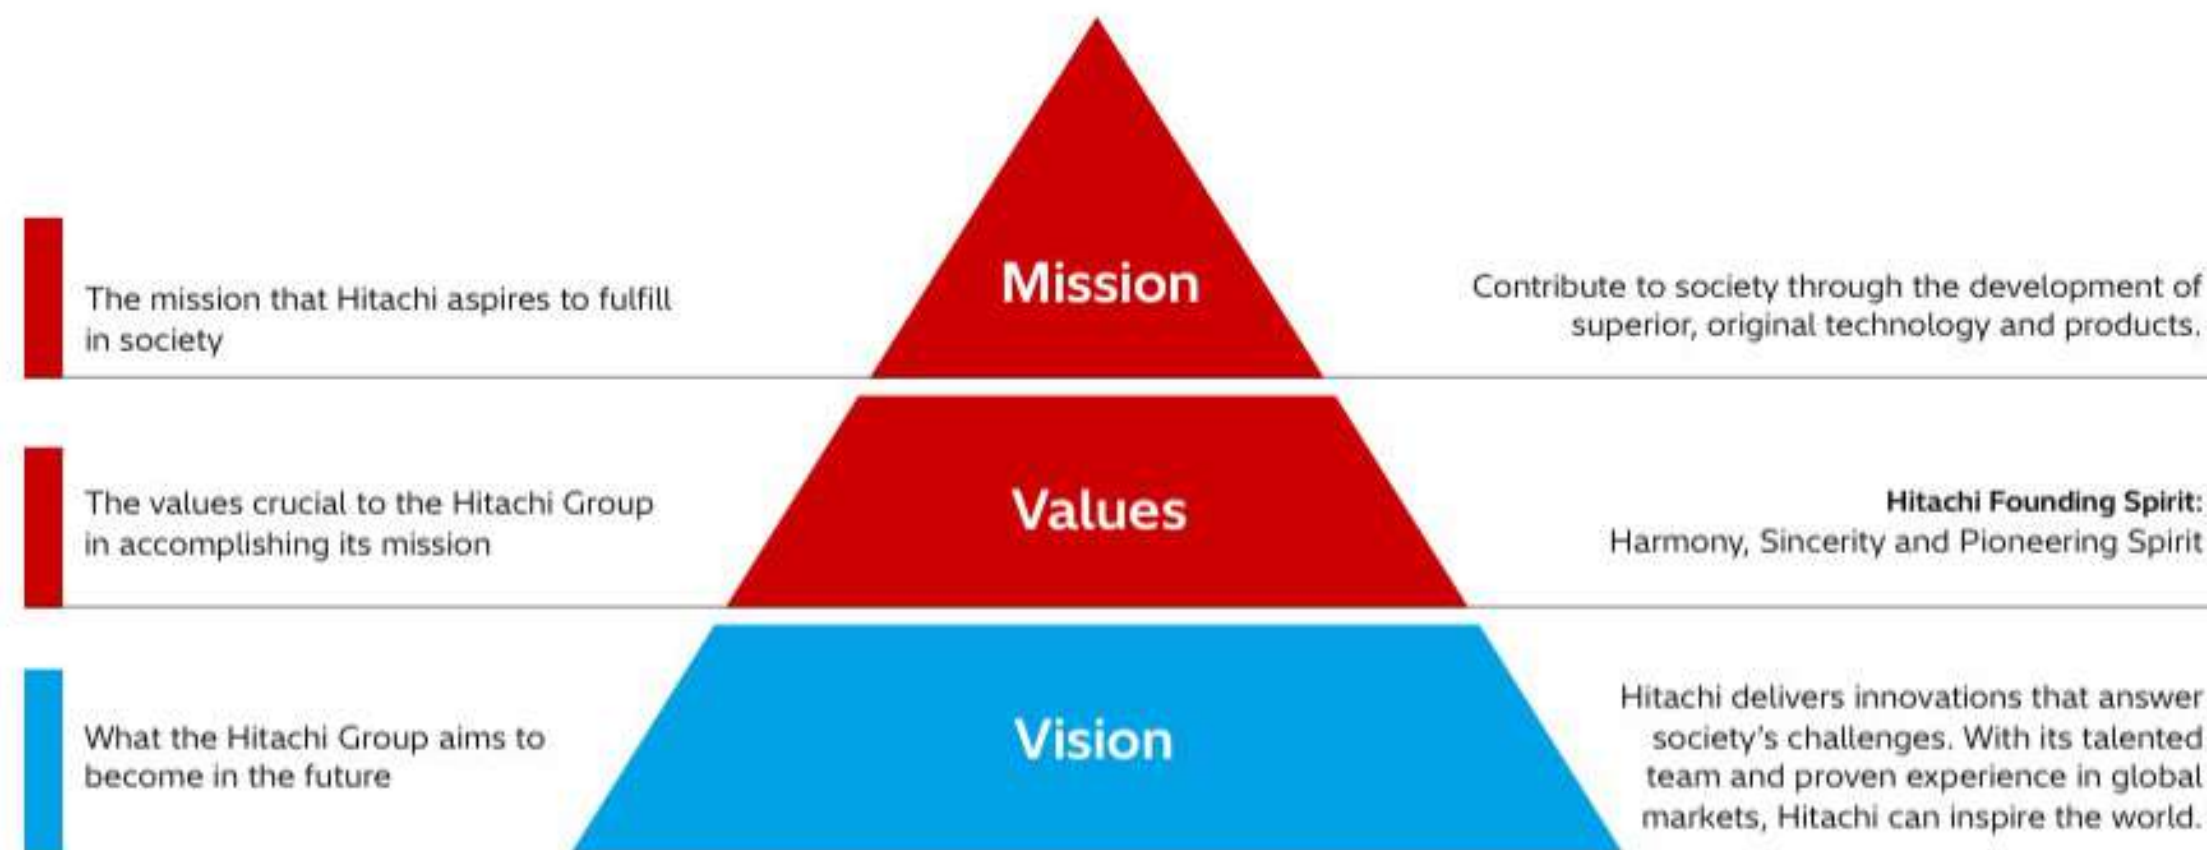 The mission that Hitachi aspires to fulfill
in society
Mission
Contribute to society through the development of
superior, original technology and products.
The values crucial to the Hitachi Group
in accomplishing its mission
Values
Hitachi Founding Spirit:
Harmony, Sincerity and Pioneering Spirit
What the Hitachi Group aims to
become in the future
Vision
Hitachi delivers innovations that answer
society's challenges. With its talented
team and proven experience in global
markets, Hitachi can inspire the world.